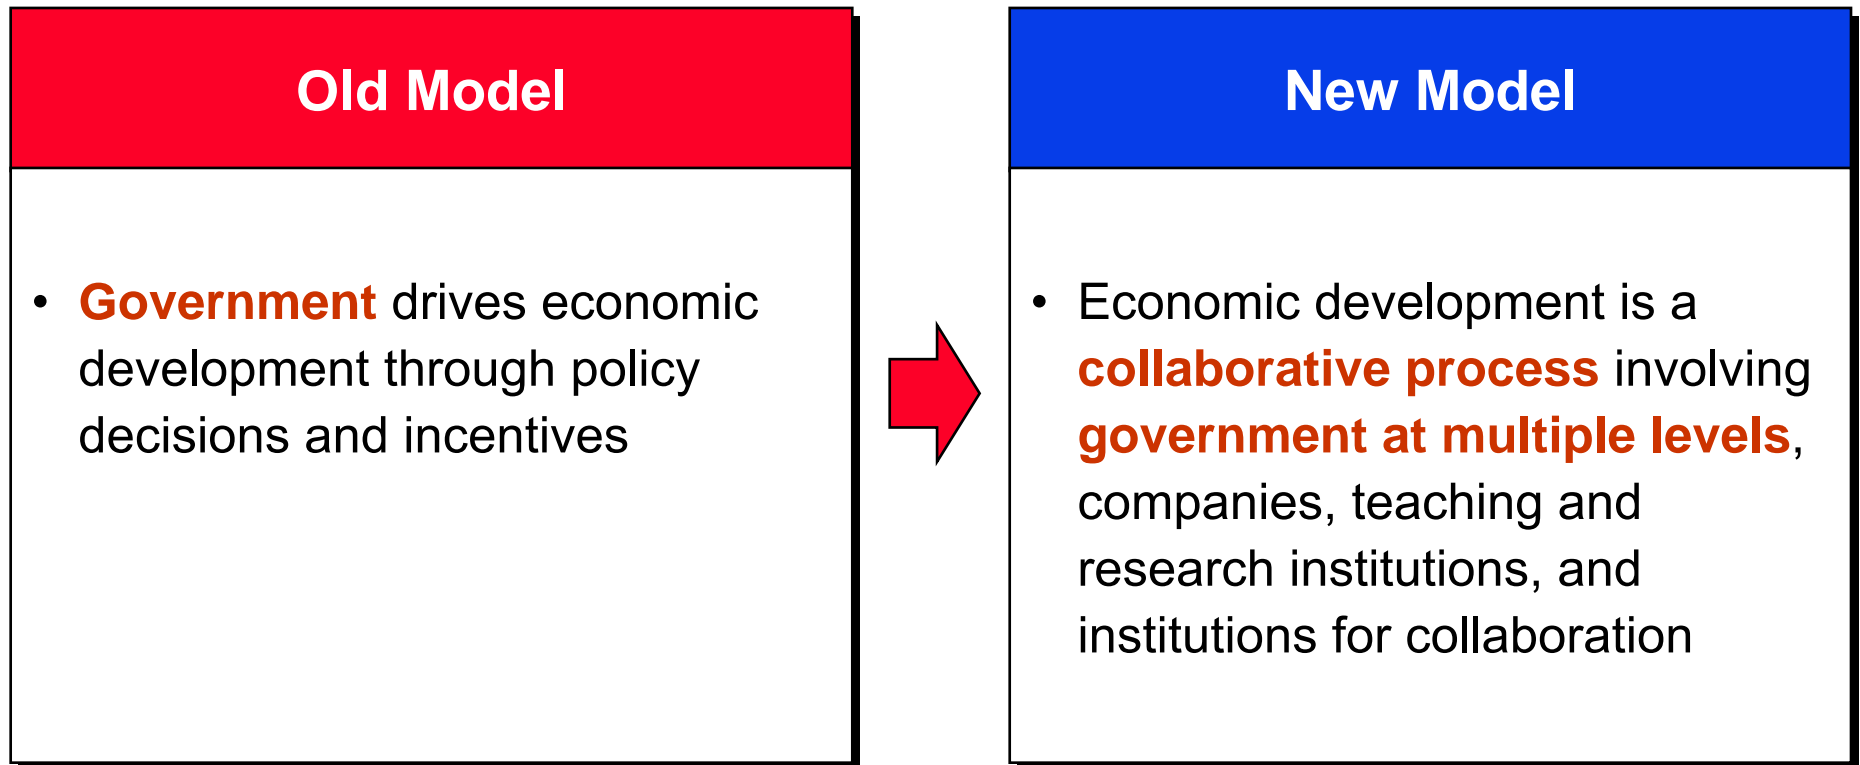 Old Model
• Government drives economic
development through policy
decisions and incentives
New Model
• Economic development is a
collaborative process involving
government at multiple levels,
companies, teaching and
research institutions, and
institutions for collaboration